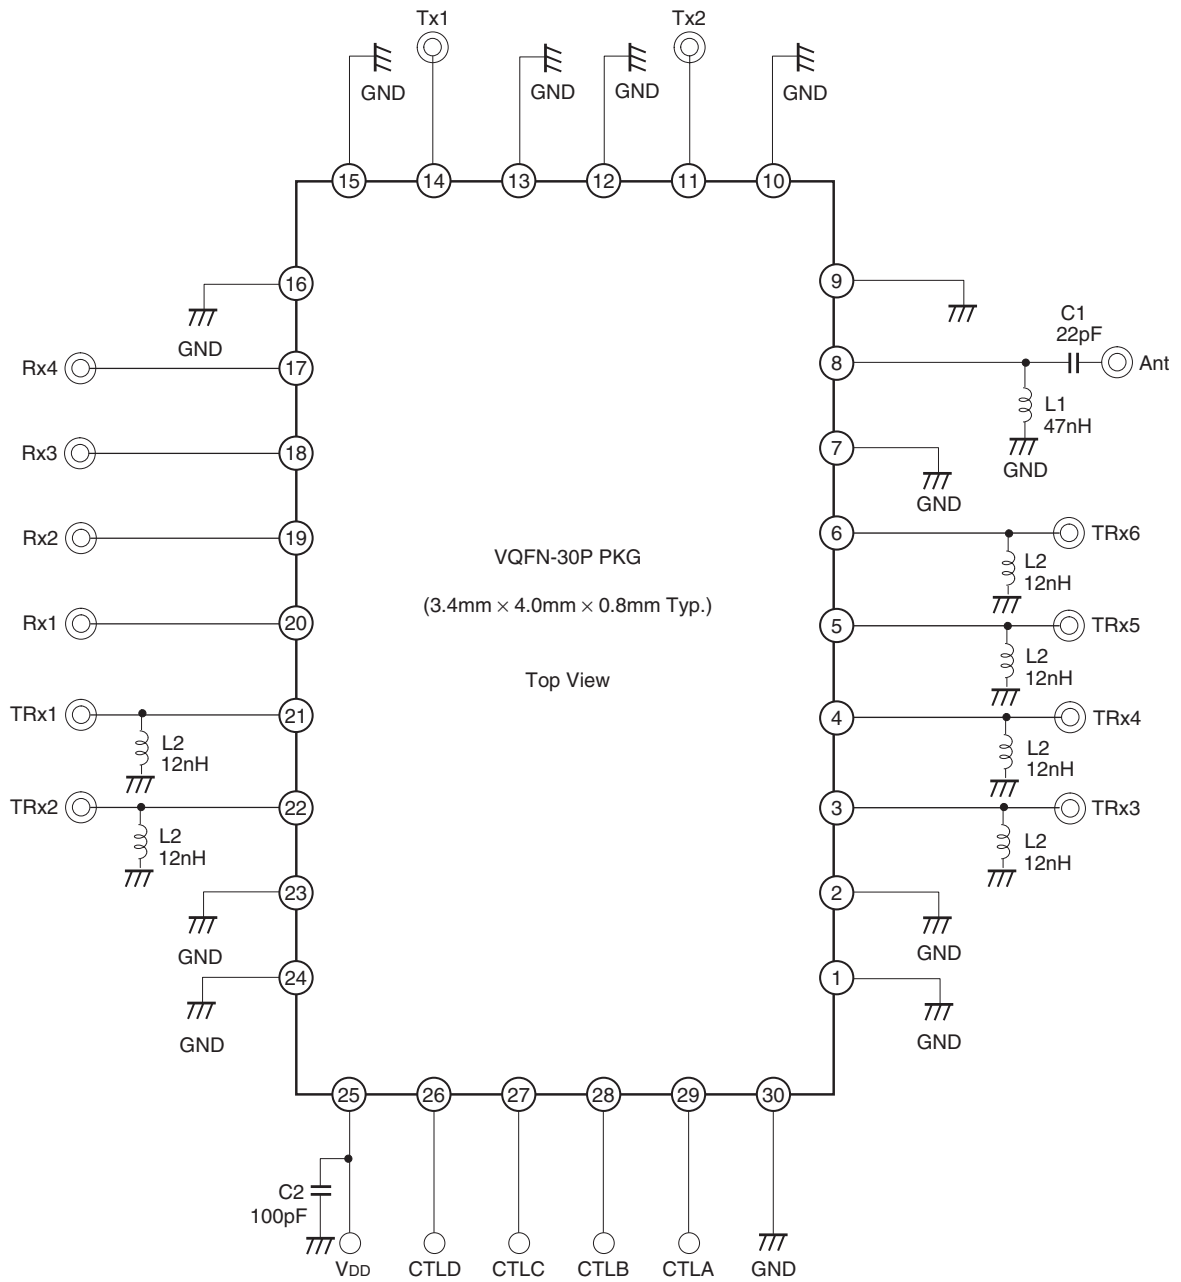 Tx1
Tx2
GND
GND
GND
GND
15
14
13
12
11
10
16
9
GND
C1
22pF
Rx4
17
8
Ant
L1
47nH
GND
Rx3
18
7
GND
Rx2
19
6
TRx6
L2
12nH
VQFN-30P PKG
(3.4mm × 4.0mm × 0.8mm Typ.)
Top View
Rx1
20
5
TRx5
L2
12nH
TRx1
21
L2
12nH
4
TRx4
L2
12nH
TRx2
22
L2
12nH
3
TRx3
L2
12nH
23
GND
2
GND
24
GND
1
GND
25
26
27
28
29
30
C2
100pF
VDD
CTLD
CTLC
CTLB
CTLA
GND